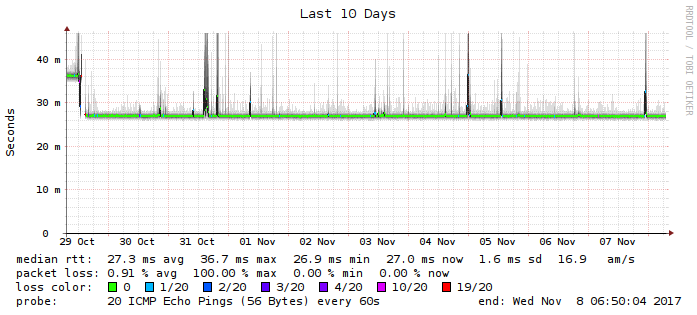 Last 10 Days
RRDTOOL / TOBI OETIKER
Seconds
40 m
30 m
20 m
10 m
0
29 Oct 30 Oct 31 Oct 01 Nov 02 Nov 03 Nov 04 Nov 05 Nov 06 Nov 07 Nov
median rtt: 27.3 ms avg 36.7 ms max 26.9 ms min 27.0 ms now 1.6 ms sd 16.9 am/s
packet loss: 0.91 % avg 100.00 % max 0.00 % min 0.00 % now
loss color: 0 1/20 2/20 3/20 4/20 10/20 19/20
probe: 20 ICMP Echo Pings (56 Bytes) every 60s end: Wed Nov 8 06:50:04 2017